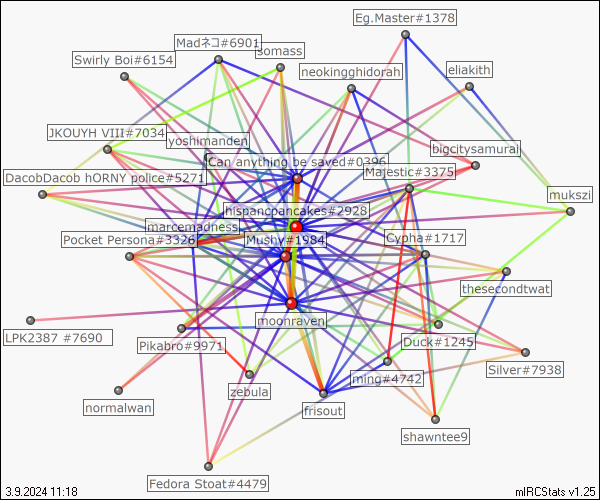 Eg.Master#1378
Madネコ#6901
somass
Swirly Boi#6154
neokingghidorah
eliakith
JKOUYH VIII#7034
yoshimanden
bigcitysamurai
Can anything be saved#0396
DacobDacob hORNY police#5271
Majestic#3375
mukszi
hispancpancakes#2928
marcemadness
Pocket Persona#3326
Mushy#1984
Cypha#1717
thesecondtwat
moonraven
LPK2387 #7690
Pikabro#9971
Duck#1245
Silver#7938
ming#4742
zebula
normalwan
frisout
shawntee9
Fedora Stoat#4479
3.9.2024 11:18
mIRCStats v1.25